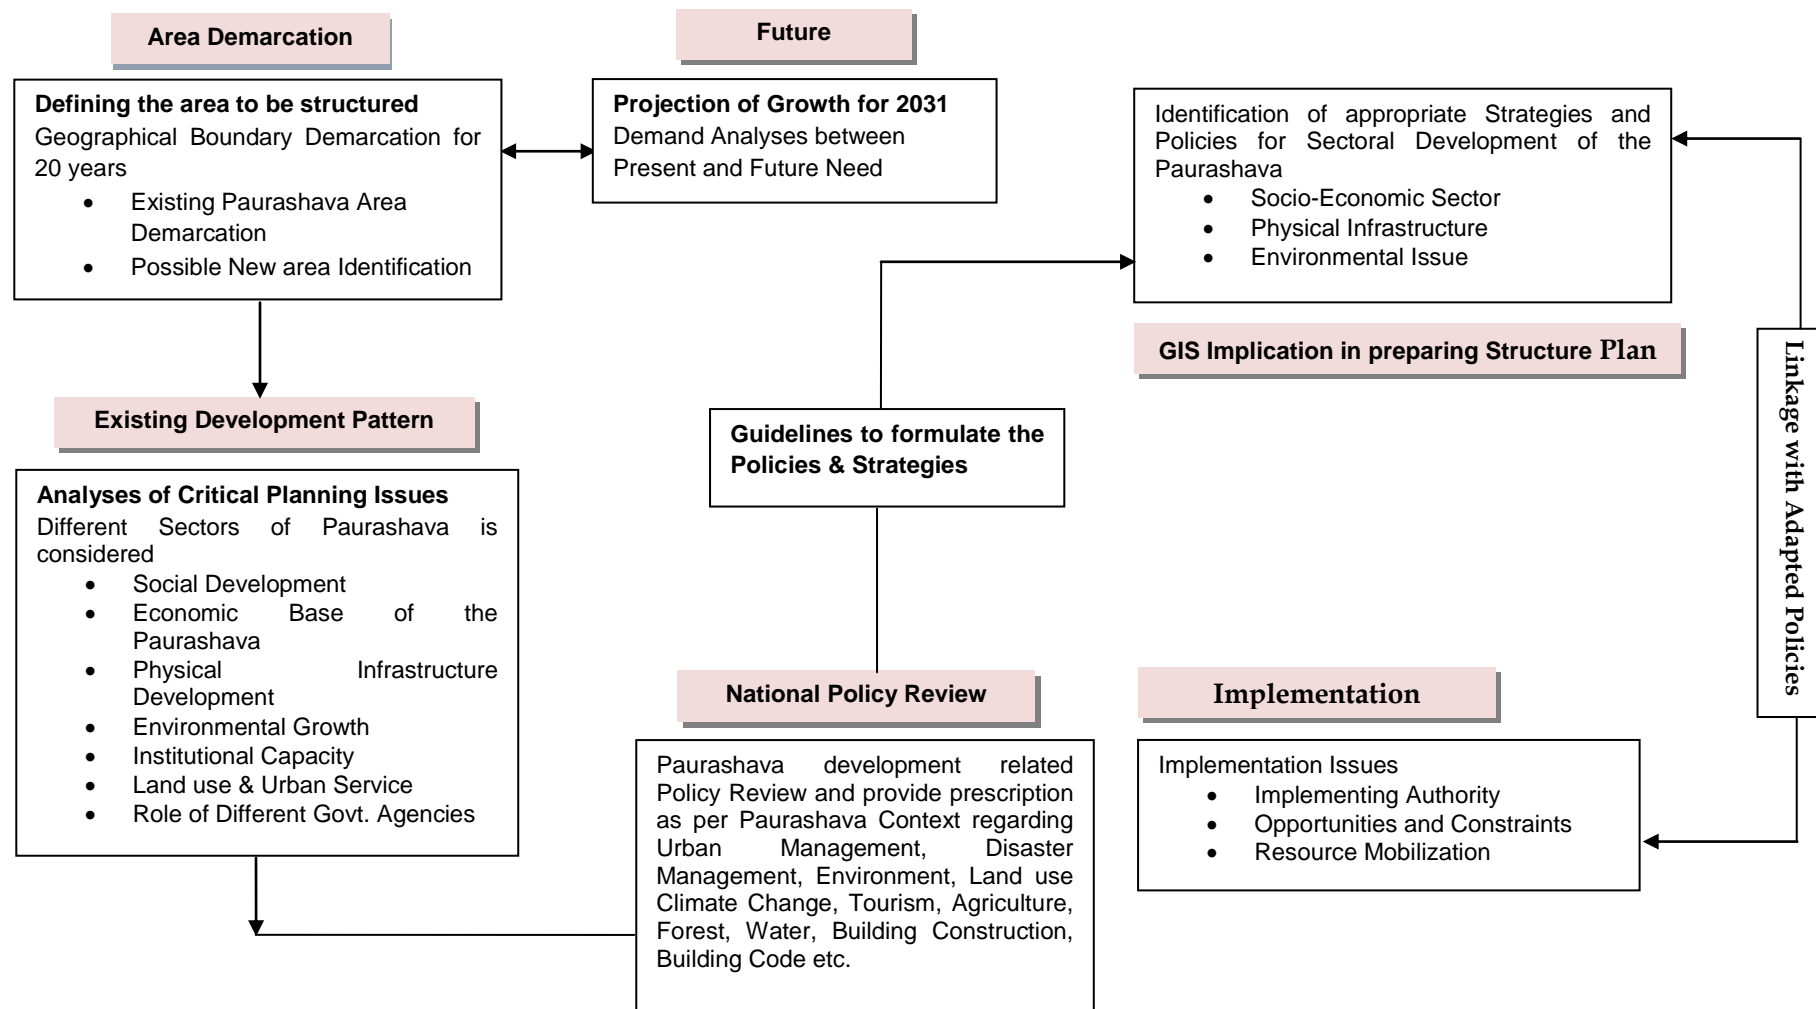 Area Demarcation
Defining the area to be structured
Geographical Boundary Demarcation for
20 years
• Existing Paurashava Area
Demarcation
• Possible New area Identification
Future
Projection of Growth for 2031
Demand Analyses between
Present and Future Need
Identification of appropriate Strategies and
Policies for Sectoral Development of the
Paurashava
• Socio-Economic Sector
• Physical Infrastructure
• Environmental Issue
GIS Implication in preparing Structure Plan
Linkage with Adapted Policies
Existing Development Pattern
Analyses of Critical Planning Issues
Different Sectors of Paurashava is
considered
• Social Development
• Economic Base of the
Paurashava
• Physical Infrastructure
Development
• Environmental Growth
• Institutional Capacity
• Land use & Urban Service
• Role of Different Govt. Agencies
Guidelines to formulate the
Policies & Strategies
National Policy Review
Paurashava development related
Policy Review and provide prescription
as per Paurashava Context regarding
Urban Management, Disaster
Management, Environment, Land use
Climate Change, Tourism, Agriculture,
Forest, Water, Building Construction,
Building Code etc.
Implementation
Implementation Issues
• Implementing Authority
• Opportunities and Constraints
• Resource Mobilization